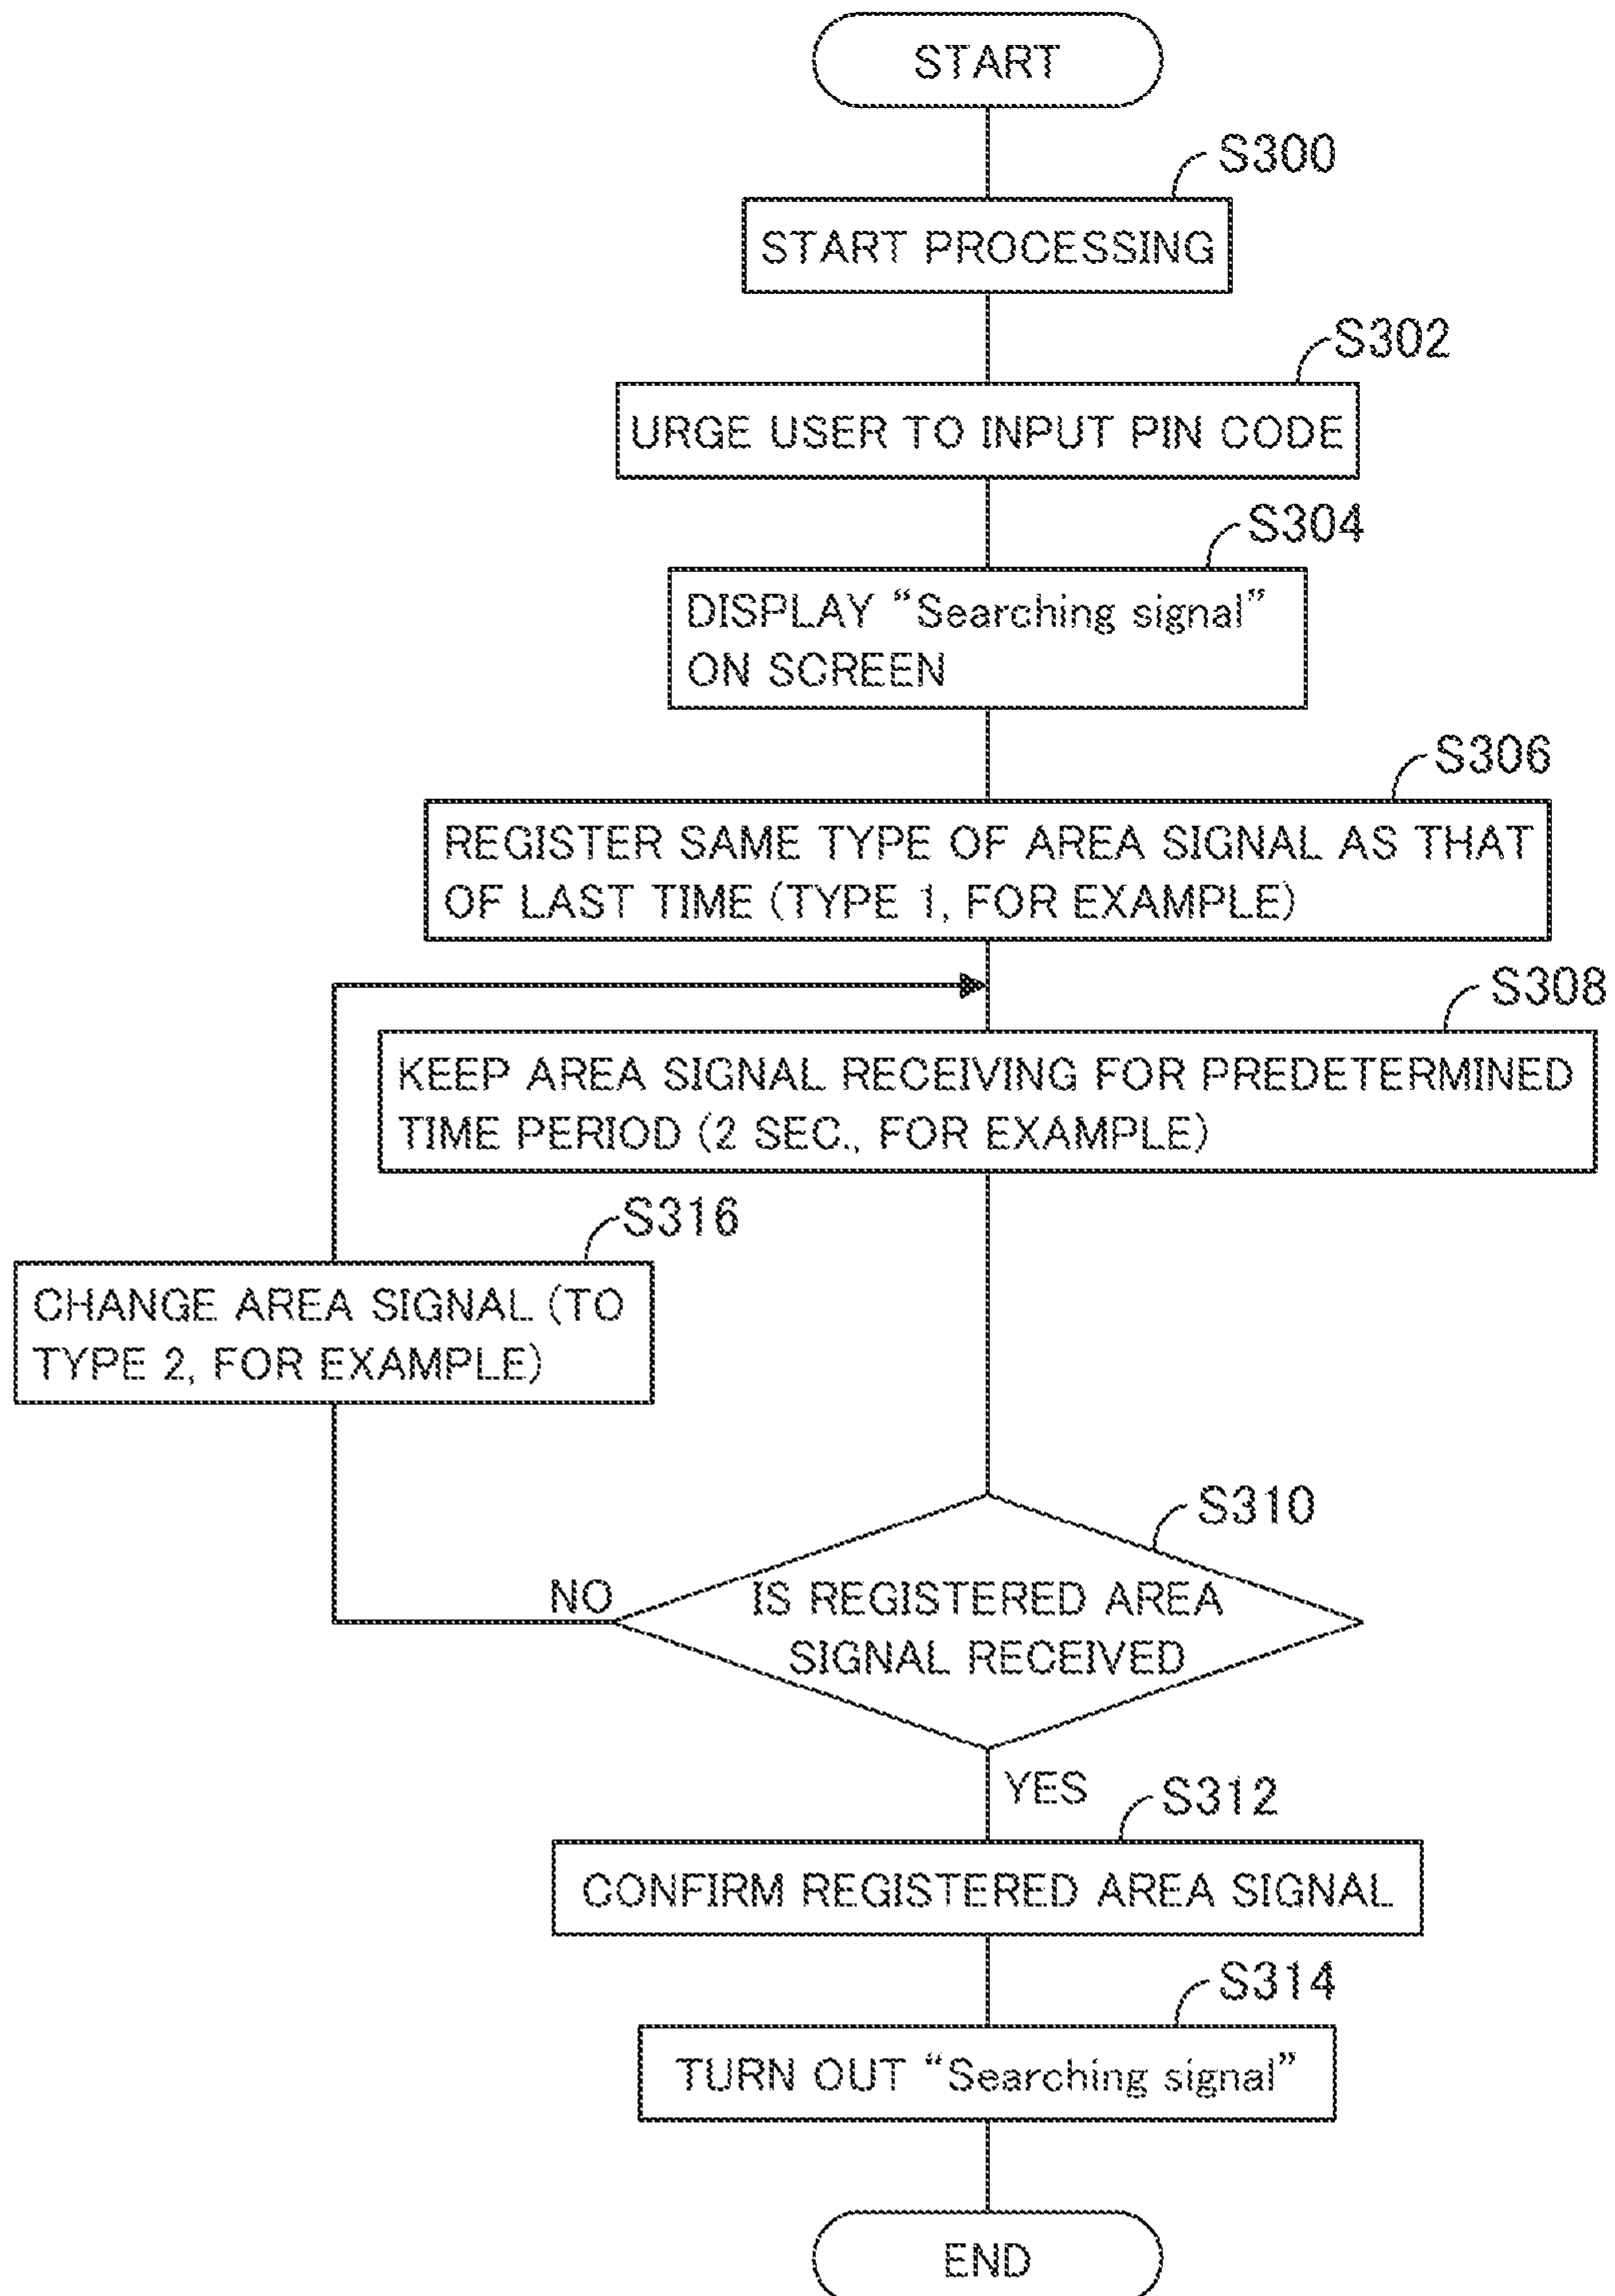 START
S300
START PROCESSING
S302
URGE USER TO INPUT PIN CODE
S304
DISPLAY “Searching signal”
ON SCREEN
S306
REGISTER SAME TYPE OF AREA SIGNAL AS THAT
OF LAST TIME (TYPE 1, FOR EXAMPLE)
S308
KEEP AREA SIGNAL RECEIVING FOR PREDETERMINED
TIME PERIOD (2 SEC., FOR EXAMPLE)
S316
CHANGE AREA SIGNAL (TO
TYPE 2, FOR EXAMPLE)
S310
NO
IS REGISTERED AREA
SIGNAL RECEIVED
YES
S312
CONFIRM REGISTERED AREA SIGNAL
S314
TURN OUT “Searching signal”
END